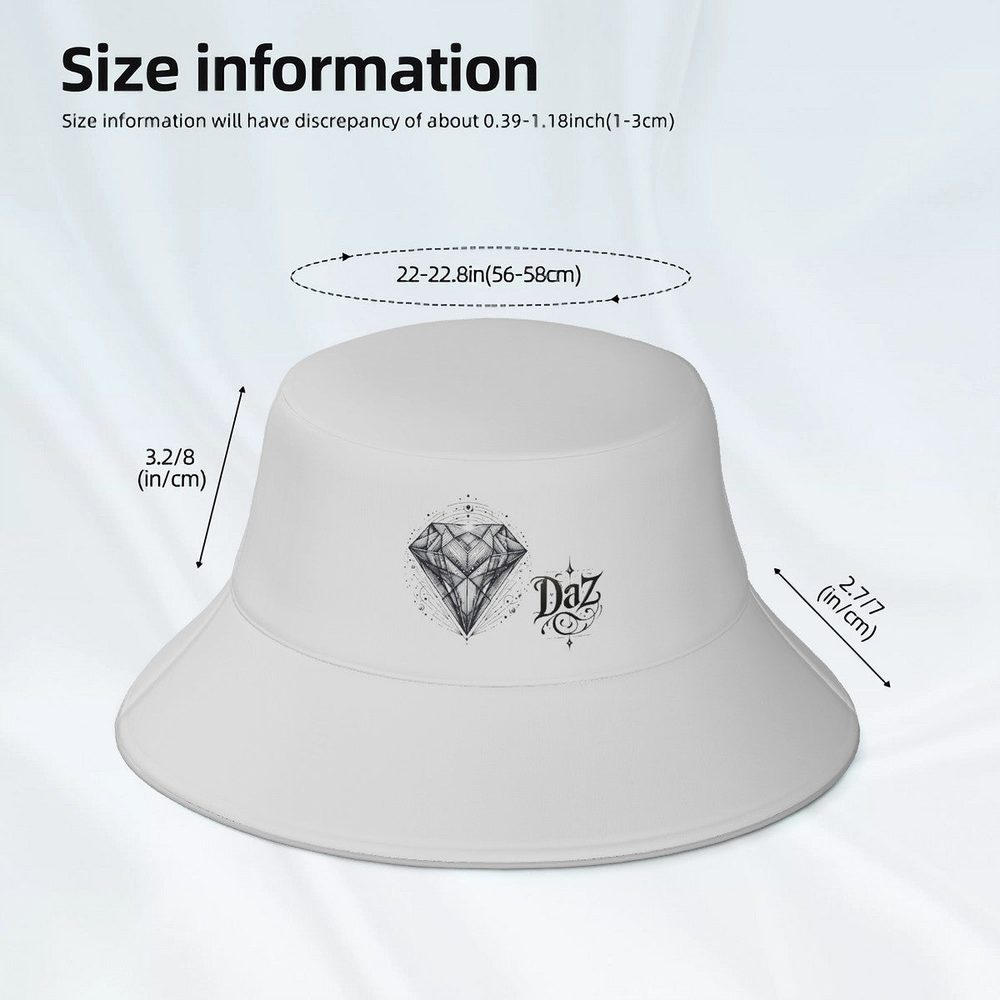 Size information
Size information will have discrepancy of about 0.39-1.18inch(1-3cm)
22-22.8in(56-58cm)
3.2/8
(in/cm)
2.7/7
(in/cm)
DaZ